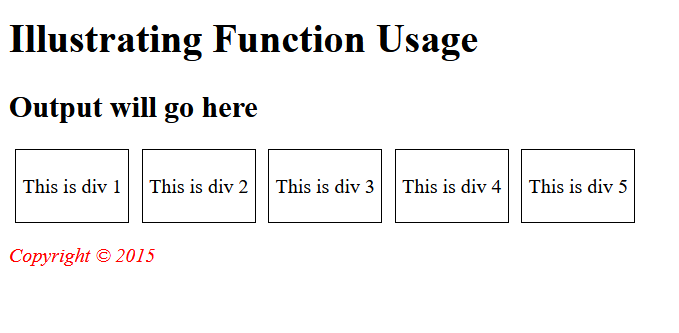 Illustrating Function Usage
Output will go here
This is div 1 This is div 2 This is div 3 This is div 4 This is div 5
Copyright © 2015